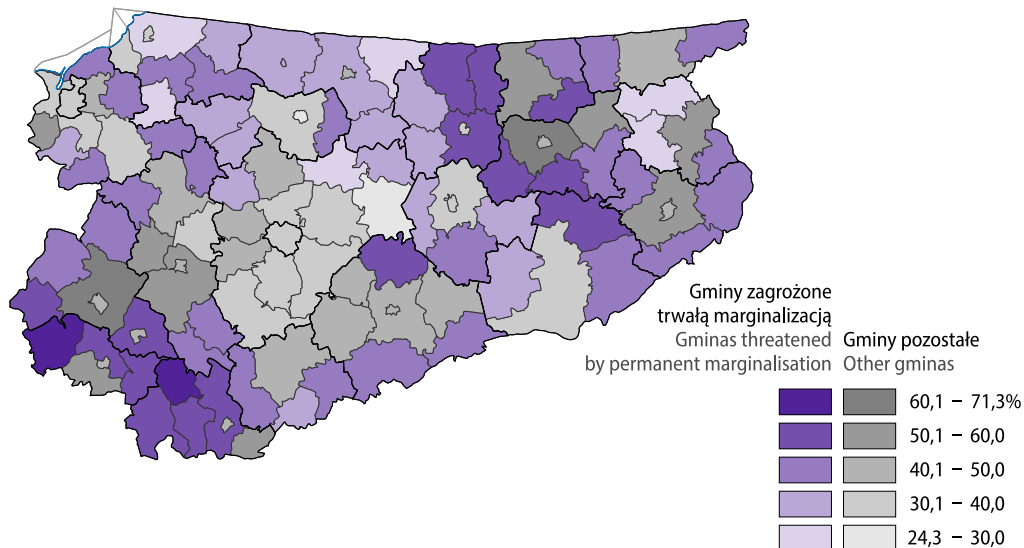 Gminy zagrożone
trwałą marginalizacją
Gminas threatened
by permanent marginalisation
Gminy pozostałe
Other gminas
60,1 – 71,3%
50,1 – 60,0
40,1 – 50,0
30,1 – 40,0
24,3 – 30,0